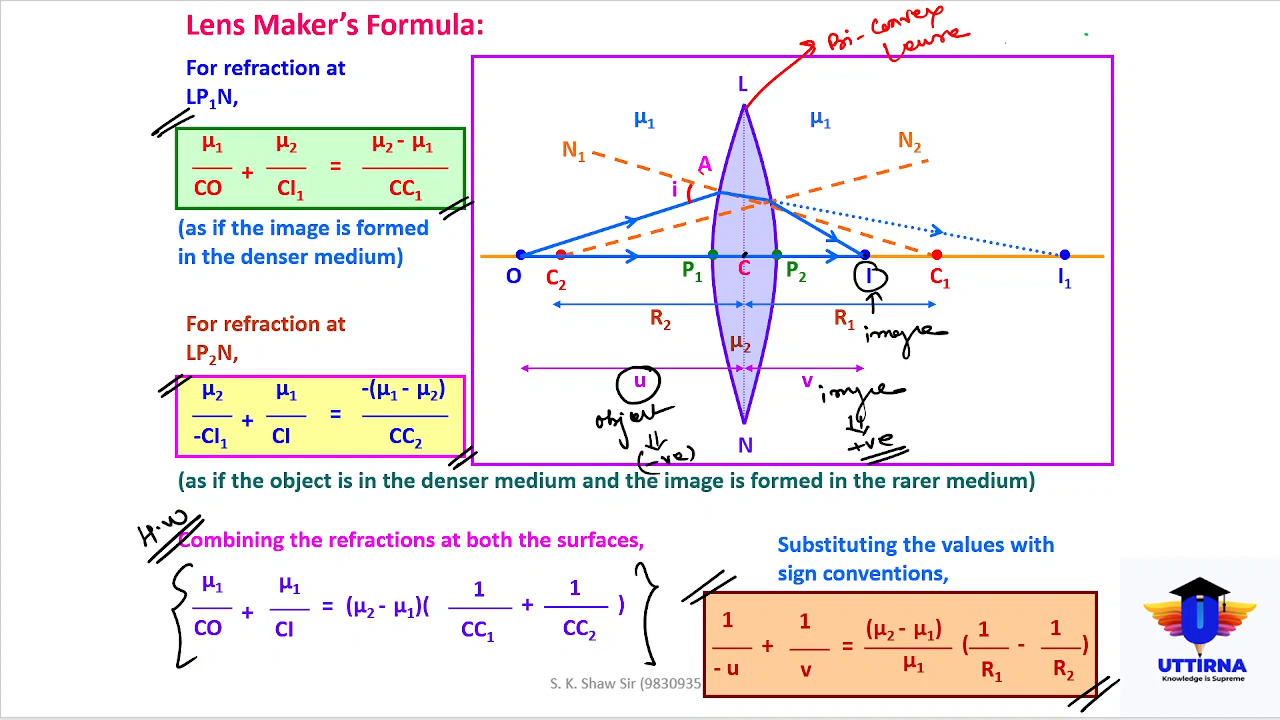 Lens Maker's Formula:
Bi-Convex
For refraction at
LP₁N,
μ₁ / CO + μ₂ / CI₁ = μ₂ - μ₁ / CC₁
(as if the image is formed
in the denser medium)
For refraction at
LP₂N,
μ₂ / -CI₁ + μ₁ / CI = -(μ₁ - μ₂) / CC₂
L
μ₁ μ₁
N₁ A N₂
i
O C₂ P₁ C P₂ I C₁ I₁
R₂ R₁
μ₂ image
u v image
object
(-ve) +ve
N
(as if the object is in the denser medium and the image is formed in the rarer medium)
H.W
Combining the refractions at both the surfaces,
μ₁ / CO + μ₁ / CI = (μ₂ - μ₁)( 1 / CC₁ + 1 / CC₂ )
Substituting the values with
sign conventions,
1 / - u + 1 / v = (μ₂ - μ₁) / μ₁ ( 1 / R₁ - 1 / R₂ )
S. K. Shaw Sir (9830935
UTTIRNA
Knowledge is Supreme